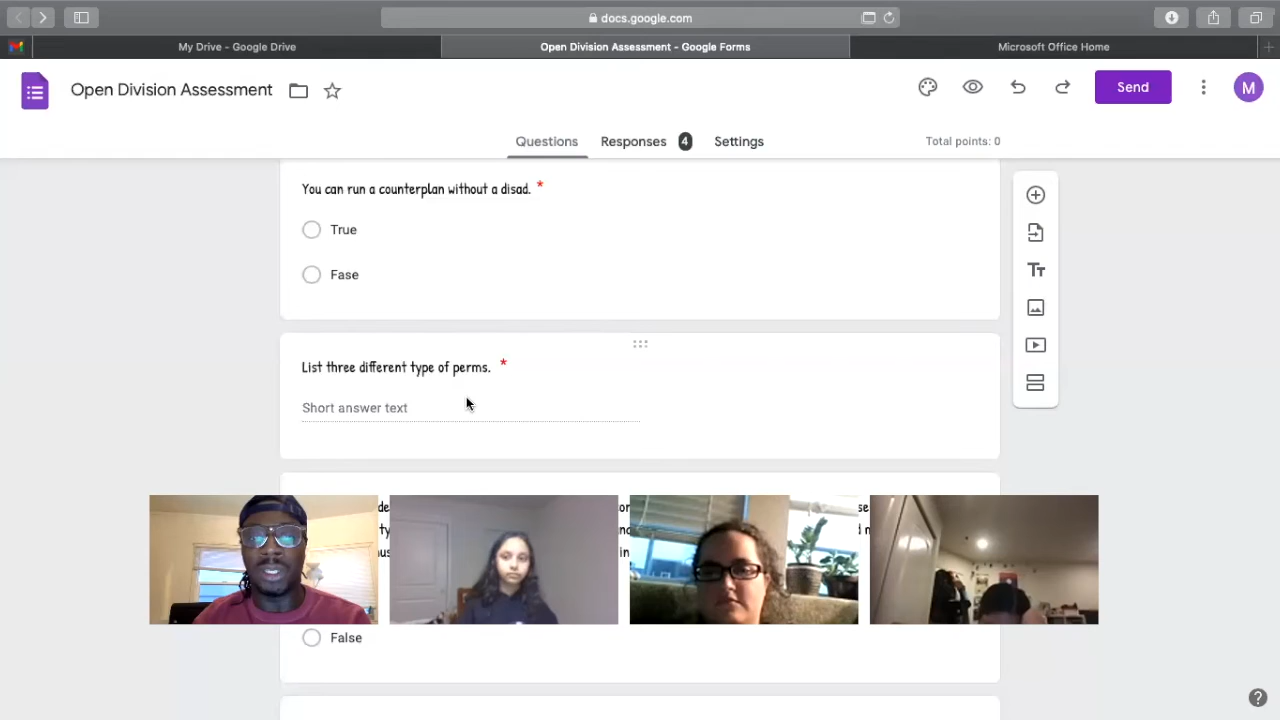 docs.google.com
My Drive - Google Drive
Open Division Assessment - Google Forms
Microsoft Office Home
Open Division Assessment
Send
M
Questions
Responses 4
Settings
Total points: 0
You can run a counterplan without a disad. *
True
Fase
List three different type of perms. *
Short answer text
False